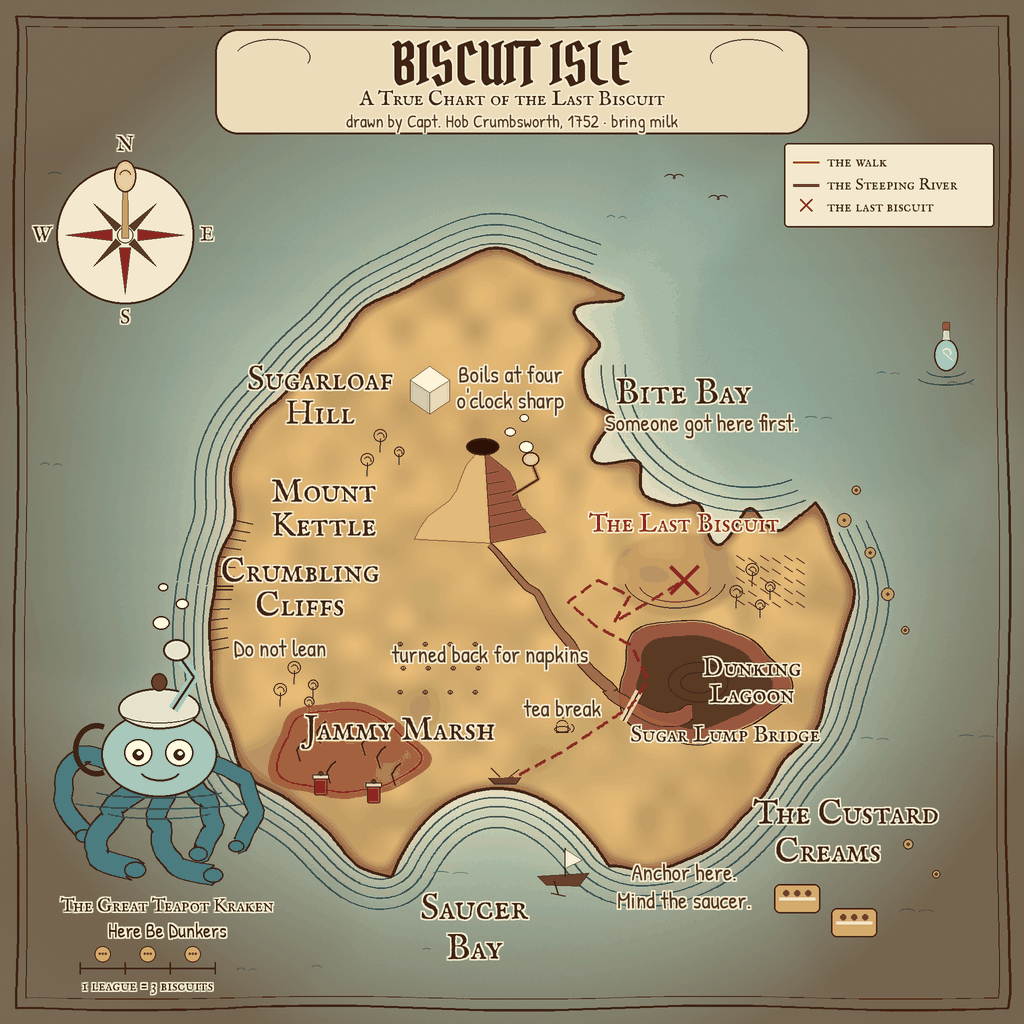 BISCUIT ISLE
A True Chart of the Last Biscuit
drawn by Capt. Hob Crumbsworth, 1752 · bring milk
N
W
E
S
the walk
the Steeping River
the last biscuit
Sugarloaf
Hill
Boils at four
o'clock sharp
Bite Bay
Someone got here first.
Mount
Kettle
The Last Biscuit
Crumbling
Cliffs
Do not lean
turned back for napkins
Dunking
Lagoon
tea break
Jammy Marsh
Sugar Lump Bridge
The Custard
Creams
Anchor here.
Mind the saucer.
Saucer
Bay
The Great Teapot Kraken
Here Be Dunkers
1 league = 3 biscuits